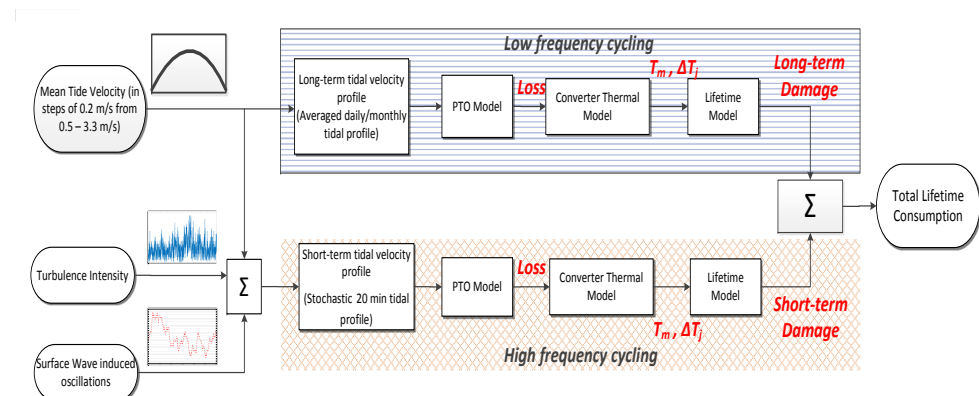 Low frequency cycling
Mean Tide Velocity (in
steps of 0.2 m/s from
0.5 – 3.3 m/s)
Long-term tidal velocity
profile
(Averaged daily/monthly
tidal profile)
PTO Model
Loss
Converter Thermal
Model
Tm , ΔTj
Lifetime
Model
Long-term
Damage
Σ
Total Lifetime
Consumption
Turbulence Intensity
Surface Wave induced
oscillations
Σ
Short-term tidal velocity
profile
(Stochastic 20 min tidal
profile)
PTO Model
Loss
Converter Thermal
Model
Tm , ΔTj
Lifetime
Model
Short-term
Damage
High frequency cycling